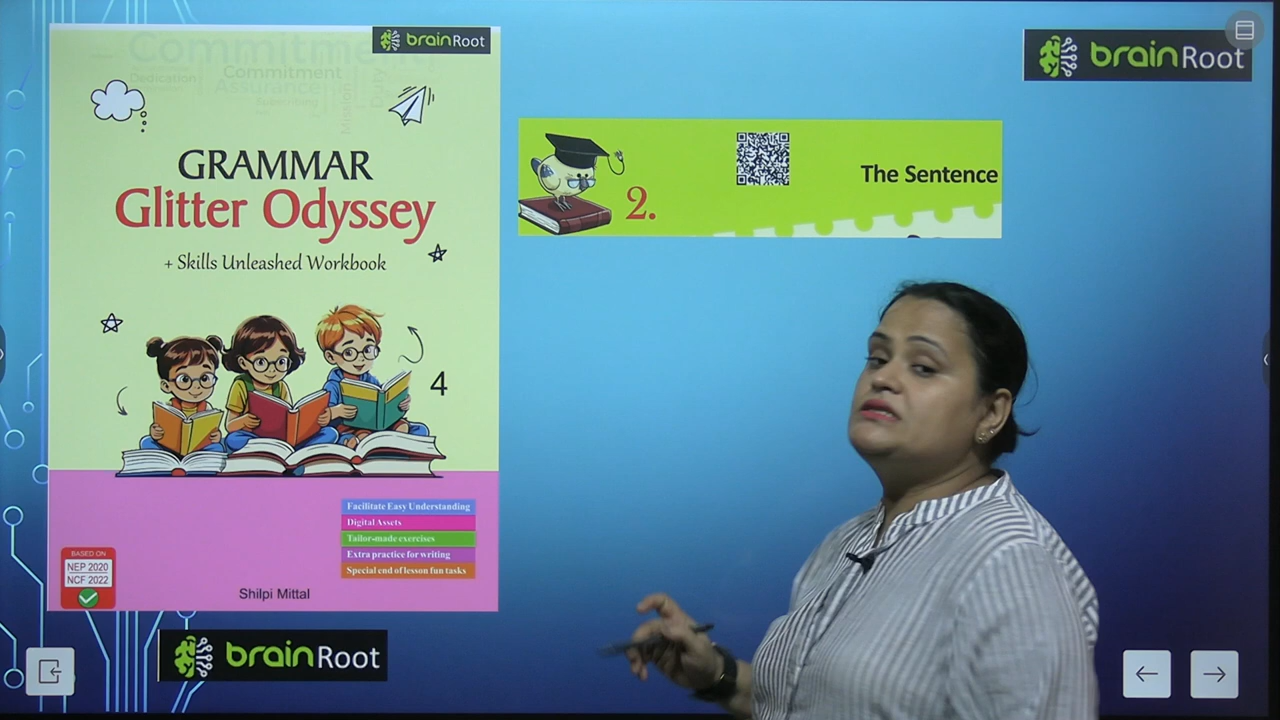 Commitment
Dedication
Commitment
Assurance
Mission
Duty
brainRoot
GRAMMAR
Glitter Odyssey
+ Skills Unleashed Workbook
4
Facilitate Easy Understanding
Digital Assets
Tailor-made exercises
Extra practice for writing
Special end of lesson fun tasks
BASED ON
NEP 2020
NCF 2022
Shilpi Mittal
brainRoot
brainRoot
2.
The Sentence